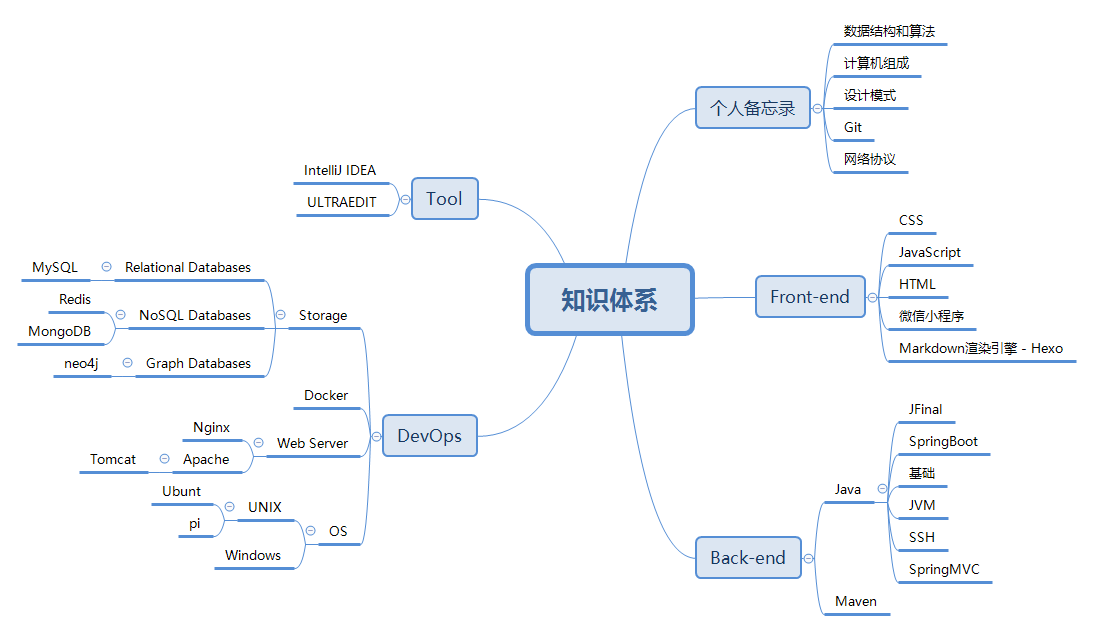 知识体系
个人备忘录
数据结构和算法
计算机组成
设计模式
Git
网络协议
Front-end
CSS
JavaScript
HTML
微信小程序
Markdown渲染引擎 - Hexo
Back-end
Java
JFinal
SpringBoot
基础
JVM
SSH
SpringMVC
Maven
Tool
IntelliJ IDEA
ULTRAEDIT
DevOps
Storage
Relational Databases
MySQL
NoSQL Databases
Redis
MongoDB
Graph Databases
neo4j
Docker
Web Server
Nginx
Apache
Tomcat
OS
UNIX
Ubunt
pi
Windows